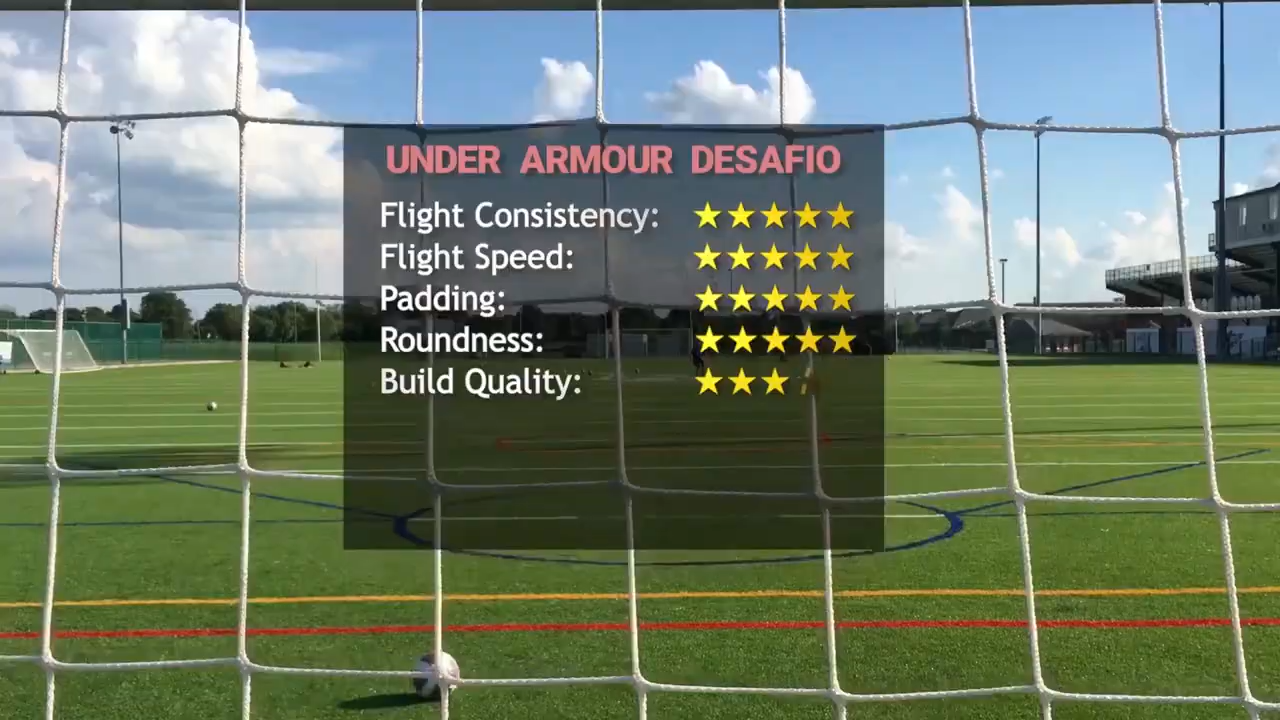 UNDER ARMOUR DESAFIO
Flight Consistency: ★★★★★
Flight Speed: ★★★★★
Padding: ★★★★★
Roundness: ★★★★★
Build Quality: ★★★